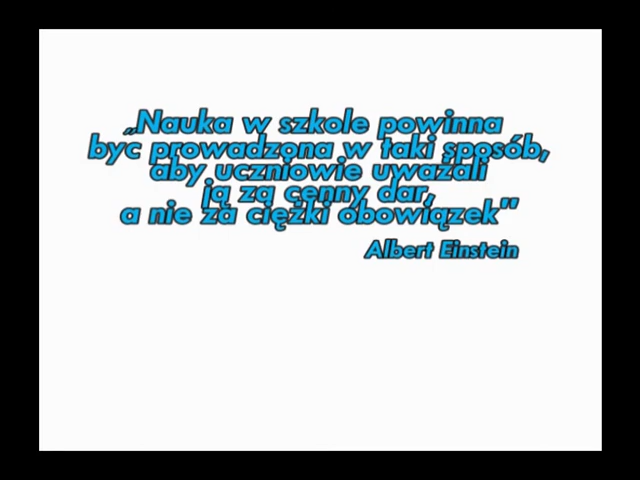 „Nauka w szkole powinna
być prowadzona w taki sposób,
aby uczniowie uważali
ją za cenny dar,
a nie za ciężki obowiązek"
Albert Einstein